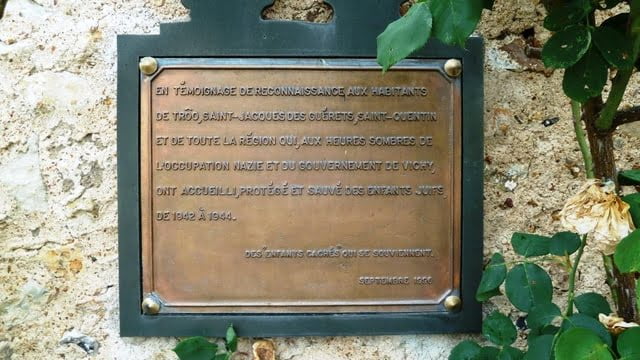 EN TÉMOIGNAGE DE RECONNAISSANCE, AUX HABITANTS
DE TRÔO, SAINT-JACQUES DES GUÉRETS, SAINT-QUENTIN
ET DE TOUTE LA RÉGION QUI, AUX HEURES SOMBRES DE
L'OCCUPATION NAZIE ET DU GOUVERNEMENT DE VICHY,
ONT ACCUEILLI, PROTÉGÉ ET SAUVÉ DES ENFANTS JUIFS,
DE 1942 À 1944.
DES ENFANTS CACHÉS QUI SE SOUVIENNENT.
SEPTEMBRE 1996